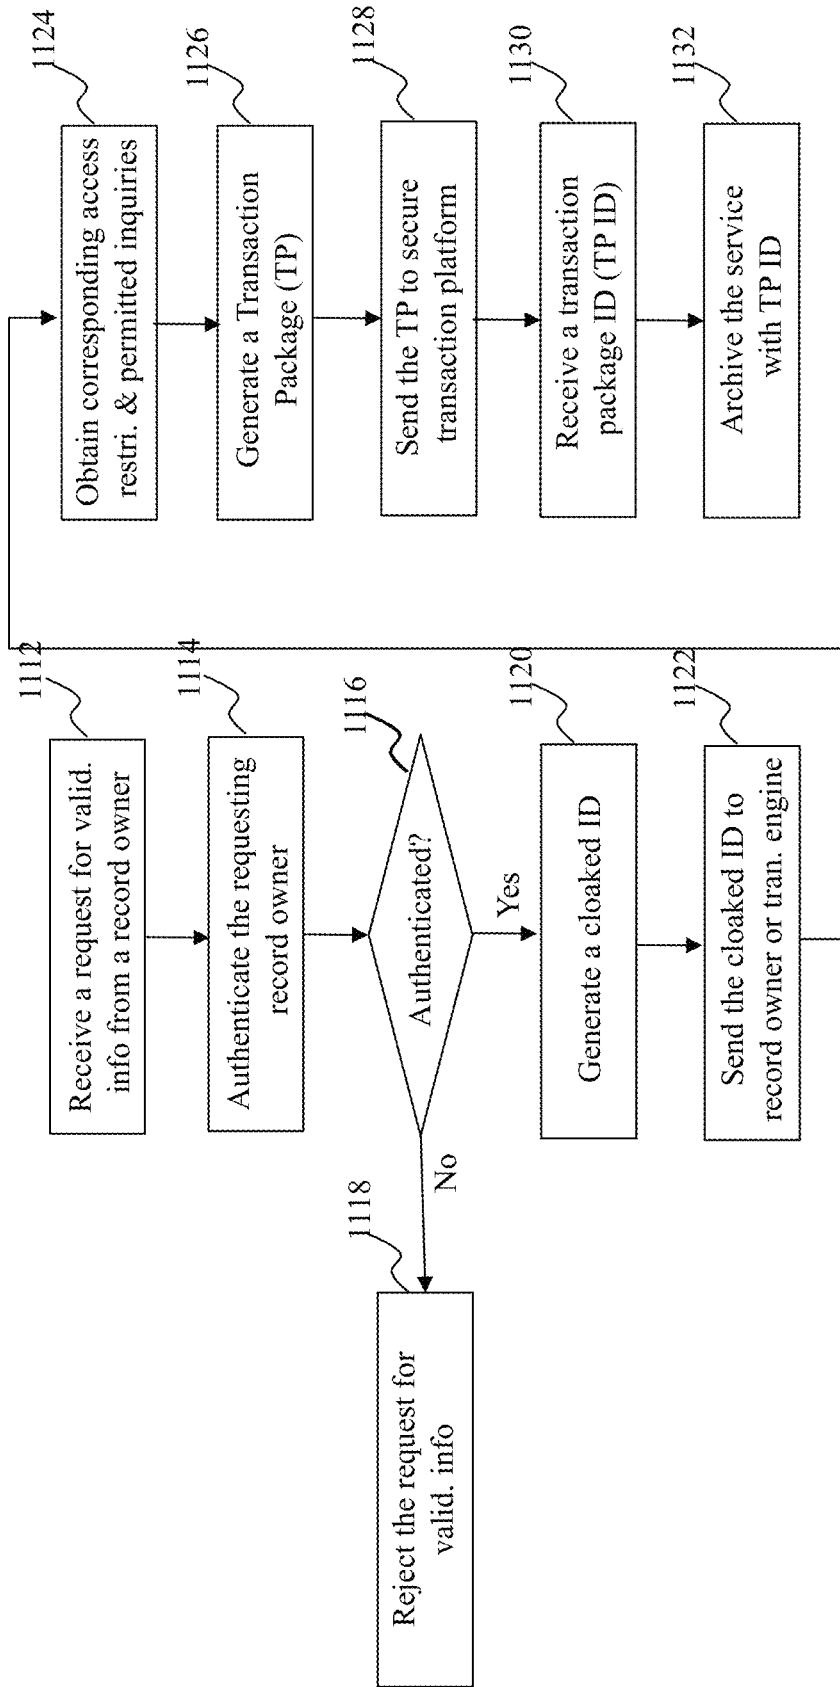 1112
Receive a request for valid.
info from a record owner
1114
Authenticate the requesting
record owner
1116
Authenticated?
No
Yes
1118
Reject the request for
valid. info
1120
Generate a cloaked ID
1122
Send the cloaked ID to
record owner or tran. engine
1124
Obtain corresponding access
restri. & permitted inquiries
1126
Generate a Transaction
Package (TP)
1128
Send the TP to secure
transaction platform
1130
Receive a transaction
package ID (TP ID)
1132
Archive the service
with TP ID